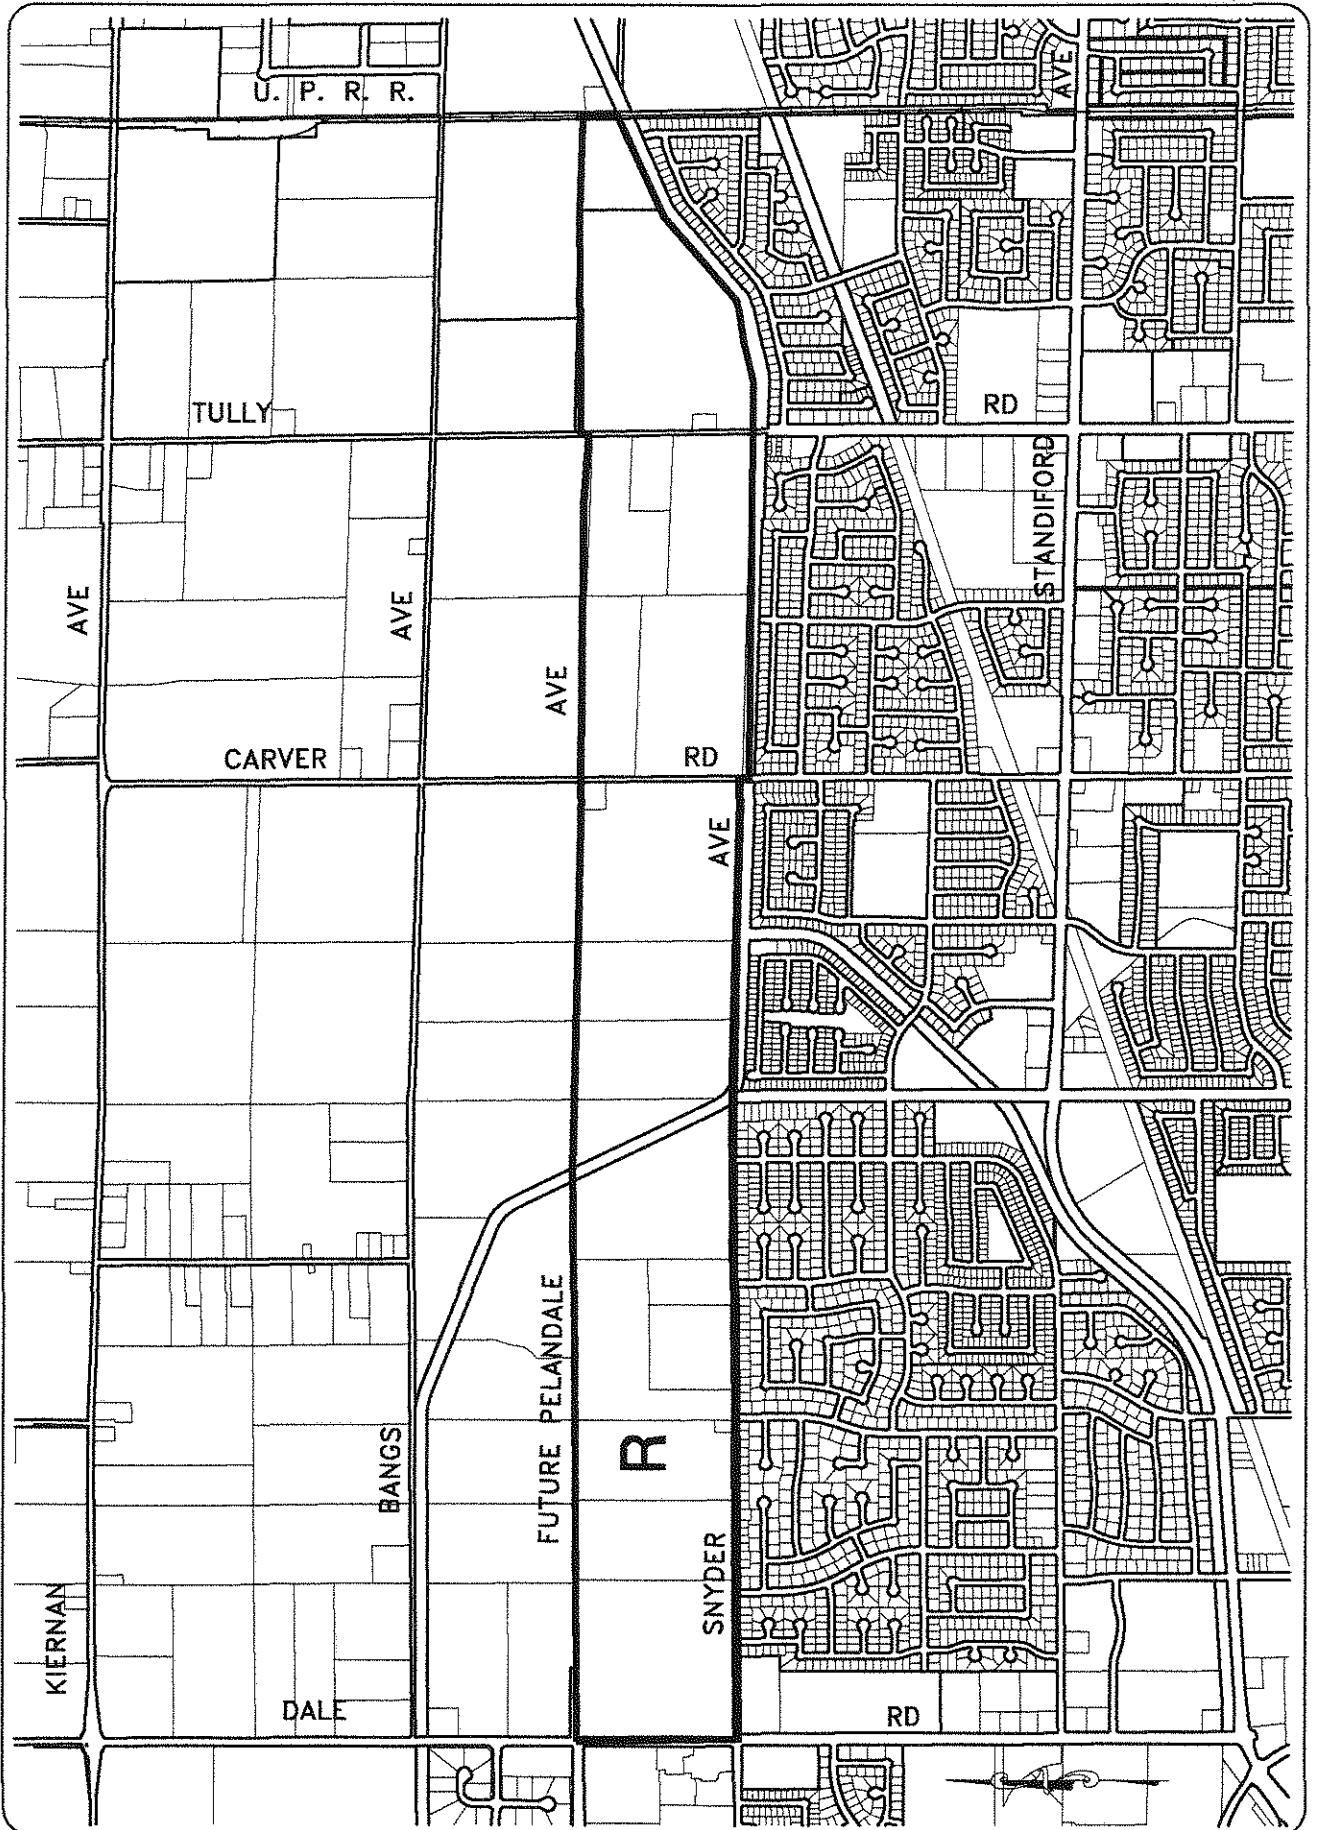 U. P. R. R.
AVE
TULLY
RD
STANDIFORD
AVE
AVE
AVE
CARVER
RD
AVE
FUTURE PELANDALE
R
BANGS
SNYDER
KIERNAN
DALE
RD